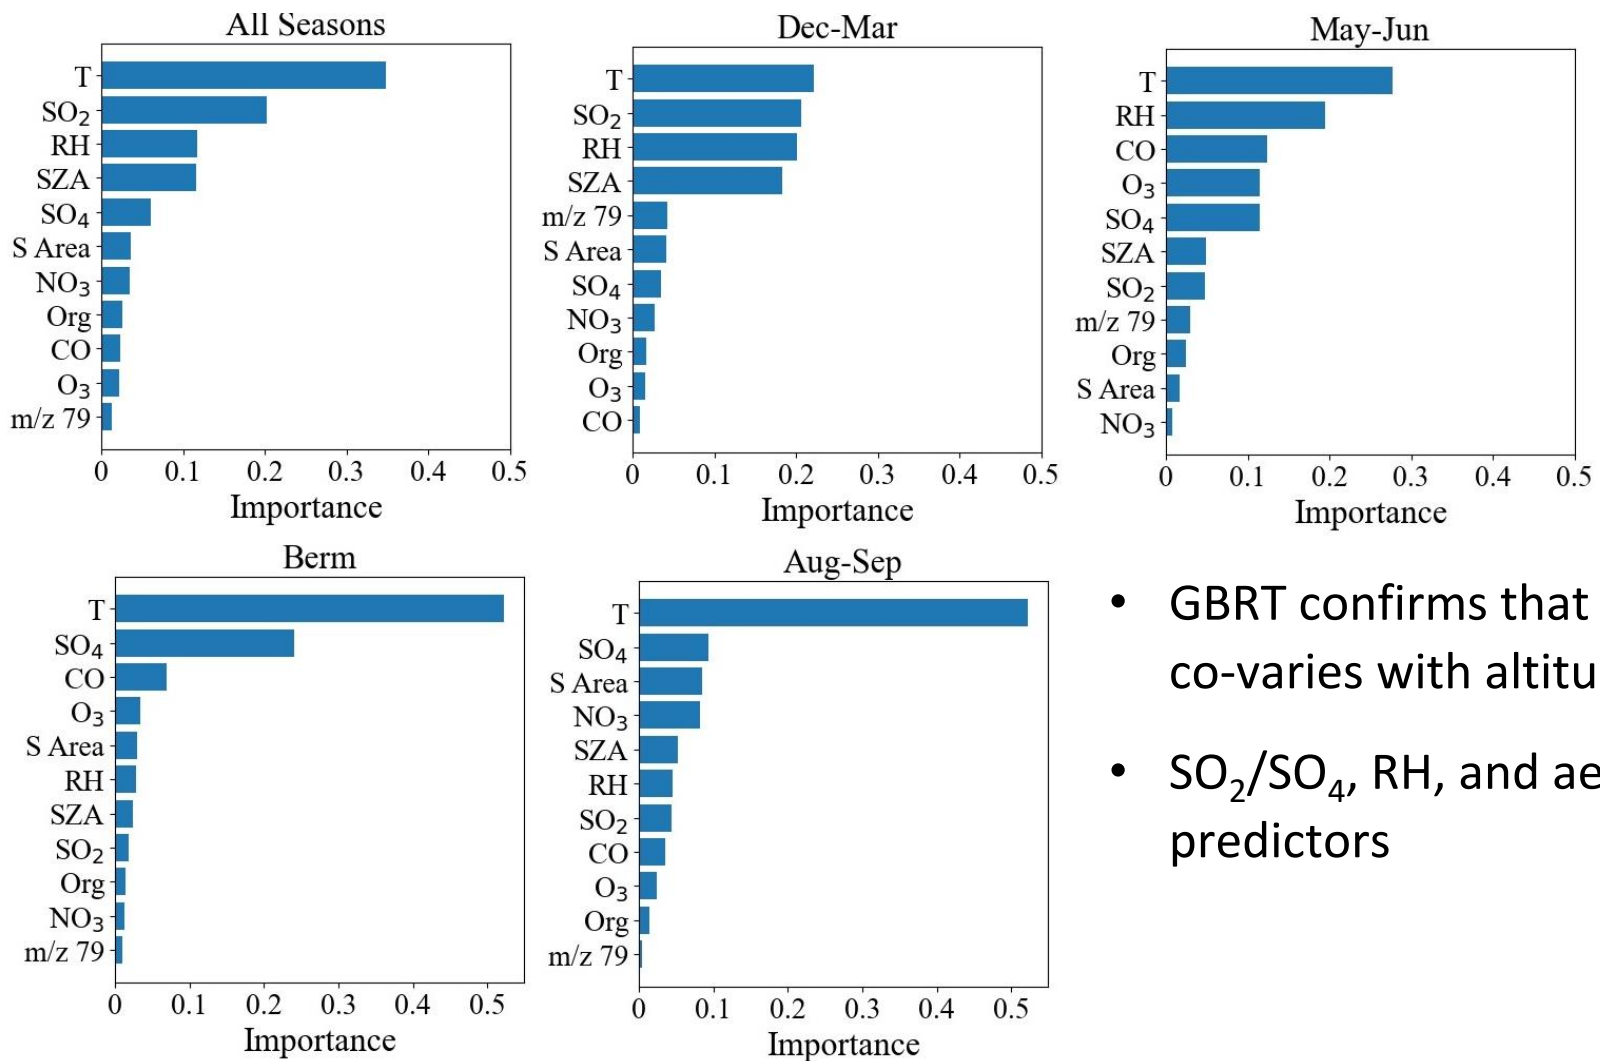 All Seasons
T
SO₂
RH
SZA
SO₄
S Area
NO₃
Org
CO
O₃
m/z 79
0 0.1 0.2 0.3 0.4 0.5
Importance
Dec-Mar
T
SO₂
RH
SZA
m/z 79
S Area
SO₄
NO₃
Org
O₃
CO
0 0.1 0.2 0.3 0.4 0.5
Importance
May-Jun
T
RH
CO
O₃
SO₄
SZA
SO₂
m/z 79
Org
S Area
NO₃
0 0.1 0.2 0.3 0.4 0.5
Importance
Berm
T
SO₄
CO
O₃
S Area
RH
SZA
SO₂
Org
NO₃
m/z 79
0 0.1 0.2 0.3 0.4 0.5
Importance
Aug-Sep
T
SO₄
S Area
NO₃
SZA
RH
SO₂
CO
O₃
Org
m/z 79
0 0.1 0.2 0.3 0.4 0.5
Importance
• GBRT confirms that
co-varies with
• SO₂/SO₄, RH, and
predictors